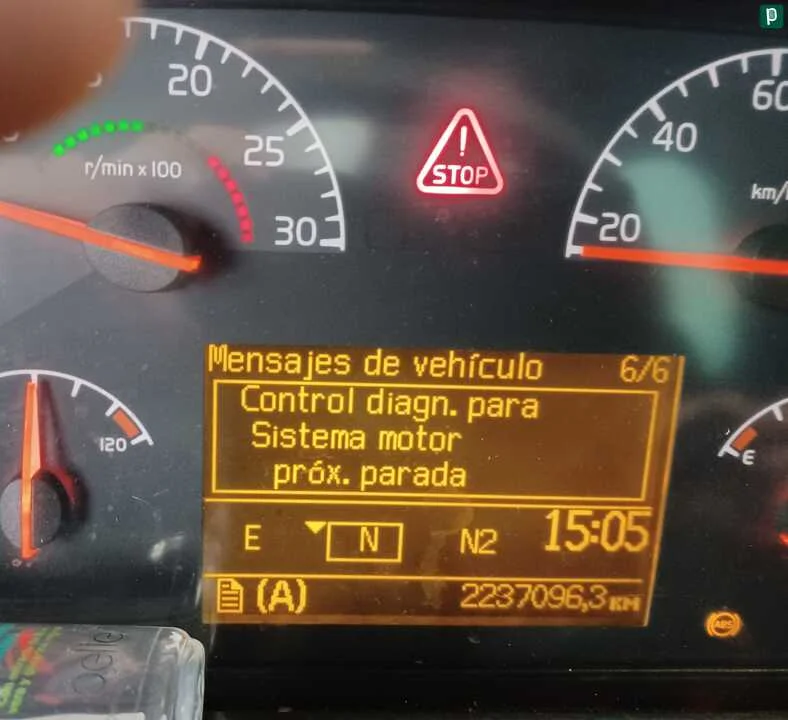 p
20
25
30
r/min x 100
STOP
60
40
20
km/
120
E
Mensajes de vehículo 6/6
Control diagn. para
Sistema motor
próx. parada
E N N2 15:05
(A) 2237096,3 KM
ABS